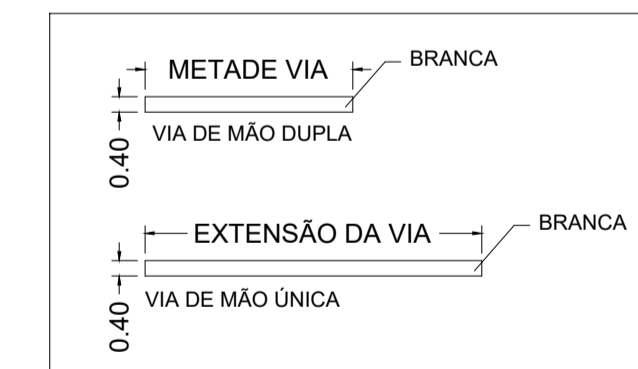 BRANCA
METADE VIA
VIA DE MÃO DUPLA
0.40
BRANCA
EXTENSÃO DA VIA
VIA DE MÃO ÚNICA
0.40